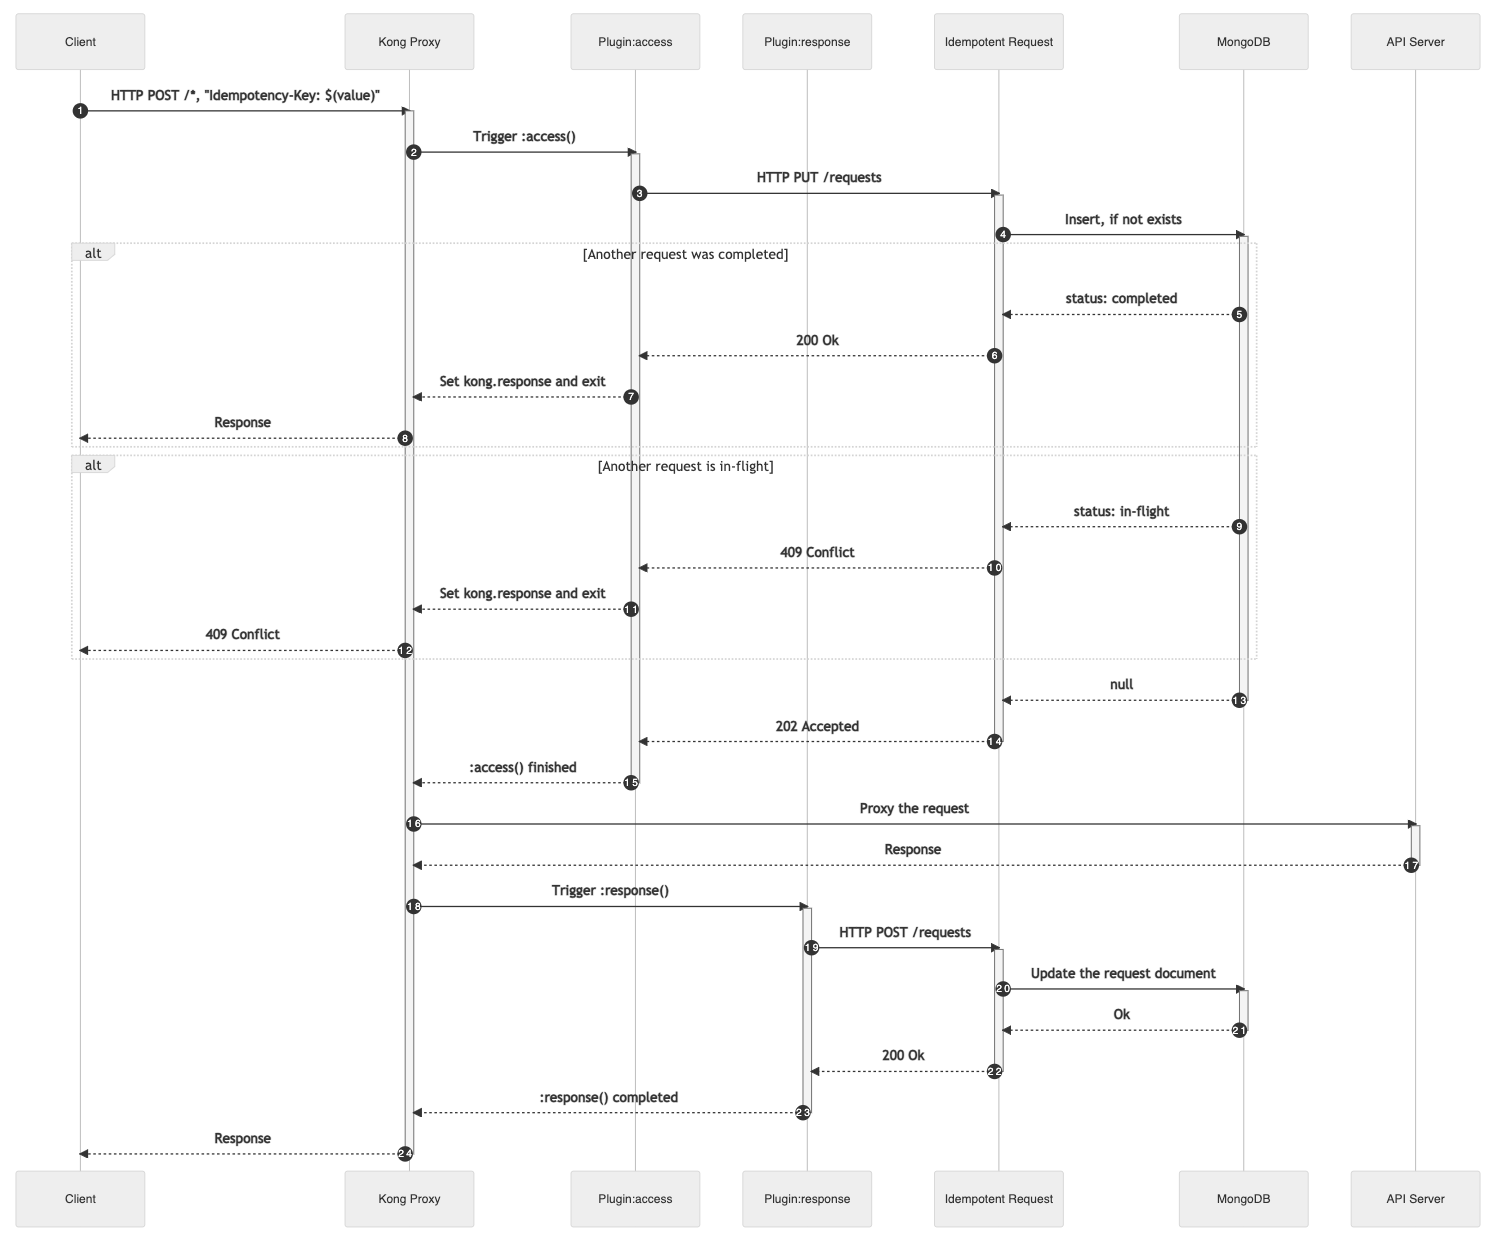 Client
Kong Proxy
Plugin:access
Plugin:response
Idempotent Request
MongoDB
API Server
HTTP POST /*, "Idempotency-Key: $(value)"
1
Trigger :access()
2
HTTP PUT /requests
3
Insert, if not exists
4
alt
[Another request was completed]
status: completed
5
200 Ok
6
Set kong.response and exit
7
Response
8
alt
[Another request is in-flight]
status: in-flight
9
409 Conflict
10
Set kong.response and exit
11
409 Conflict
12
null
13
202 Accepted
14
:access() finished
15
Proxy the request
16
Response
17
Trigger :response()
18
HTTP POST /requests
19
Update the request document
20
Ok
21
200 Ok
22
:response() completed
23
Response
24
Client
Kong Proxy
Plugin:access
Plugin:response
Idempotent Request
MongoDB
API Server